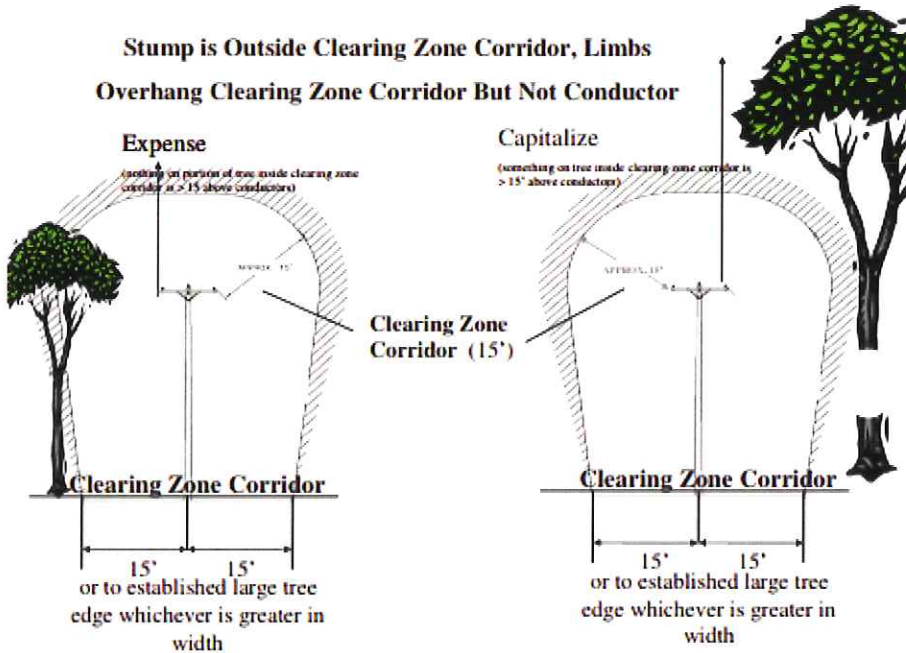 Stump is Outside Clearing Zone Corridor, Limbs
Overhang Clearing Zone Corridor But Not Conductor
Expense
(nothing on portion of tree inside clearing zone
corridor is > 15 above conductors)
Capitalize
(something on tree inside clearing zone corridor is
> 15' above conductors)
APPROX. 15'
APPROX. 15'
Clearing Zone
Corridor (15')
Clearing Zone Corridor
Clearing Zone Corridor
15'
15'
or to established large tree
edge whichever is greater in
width
15'
15'
or to established large tree
edge whichever is greater in
width